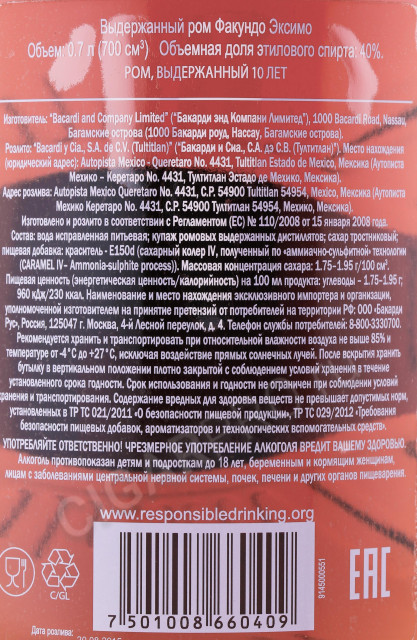 Выдержанный ром Факундо Эксимо
Объем: 0.7 л (700 см³) Объемная доля этилового спирта: 40%.
РОМ, ВЫДЕРЖАННЫЙ 10 ЛЕТ
Изготовитель: "Bacardi and Company Limited" ("Бакарди энд Компани Лимитед"), 1000 Bacardi Road, Nassau,
Багамские острова (1000 Бакарди роуд, Нассау, Багамские острова).
Розлито: "Bacardi y Cia., S.A. de C.V. (Tultitlan)" ("Бакарди и Сиа., С.А. дэ С.В. (Тултитлан)"). Место нахождения
(юридический адрес): Autopista Mexico - Queretaro No. 4431, Tultitlan Estado de Mexico, Мексика (Аутописта
Мехико – Керетаро No. 4431, Тултитлан Эстадо де Мехико, Мексика).
Адрес розлива: Autopista Mexico Queretaro No. 4431, C.P. 54900 Tultitlan 54954, Mexico, Мексика (Аутописта
Мехико Керетаро No. 4431, С.Р. 54900 Тултитлан 54954, Мехико, Мексика).
Изготовлено и розлито в соответствии с Регламентом (ЕС) № 110/2008 от 15 января 2008 года.
Состав: вода исправленная питьевая; купаж ромовых выдержанных дистиллятов; сахар тростниковый;
пищевая добавка: краситель - Е150d (сахарный колер IV, полученный по «аммиачно-сульфитной» технологии
(CARAMEL IV– Ammonia-sulphite process)). Массовая концентрация сахара: 1.75–1.95 г/100 см³.
Пищевая ценность (энергетическая ценность/калорийность) на 100 мл продукта: углеводы - 1.75-1.95 г;
960 кДж/230 ккал. Наименование и место нахождения эксклюзивного импортера и организации,
уполномоченной изготовителем на принятие претензий от потребителей на территории РФ: ООО «Бакарди
Рус», Россия, 125047 г. Москва, 4-й Лесной переулок, д. 4. Телефон службы потребителей: 8-800-3330700.
Рекомендуется хранить и транспортировать при относительной влажности воздуха не выше 85% и
температуре от 4°С до +27°С, исключая воздействие прямых солнечных лучей. После вскрытия хранить
бутылку в вертикальном положении плотно закрытой с соблюдением условий хранения в течение
установленного срока годности. Срок использования и годности не ограничен при соблюдении условий
хранения и транспортирования. Содержание вредных для здоровья веществ не превышает допустимых норм,
установленных в ТР ТС 021/2011 «О безопасности пищевой продукции», ТР ТС 029/2012 «Требования
безопасности пищевых добавок, ароматизаторов и технологических вспомогательных средств».
УПОТРЕБЛЯЙТЕ ОТВЕТСТВЕННО! ЧРЕЗМЕРНОЕ УПОТРЕБЛЕНИЕ АЛКОГОЛЯ ВРЕДИТ ВАШЕМУ ЗДОРОВЬЮ.
Алкоголь противопоказан детям и подросткам до 18 лет, беременным и кормящим женщинам,
лицам с заболеваниями центральной нервной системы, почек, печени и других органов пищеварения.
www.responsibledrinking.org
C/GL
7 501008 660409
9145000551
EAC
Дата розлива: